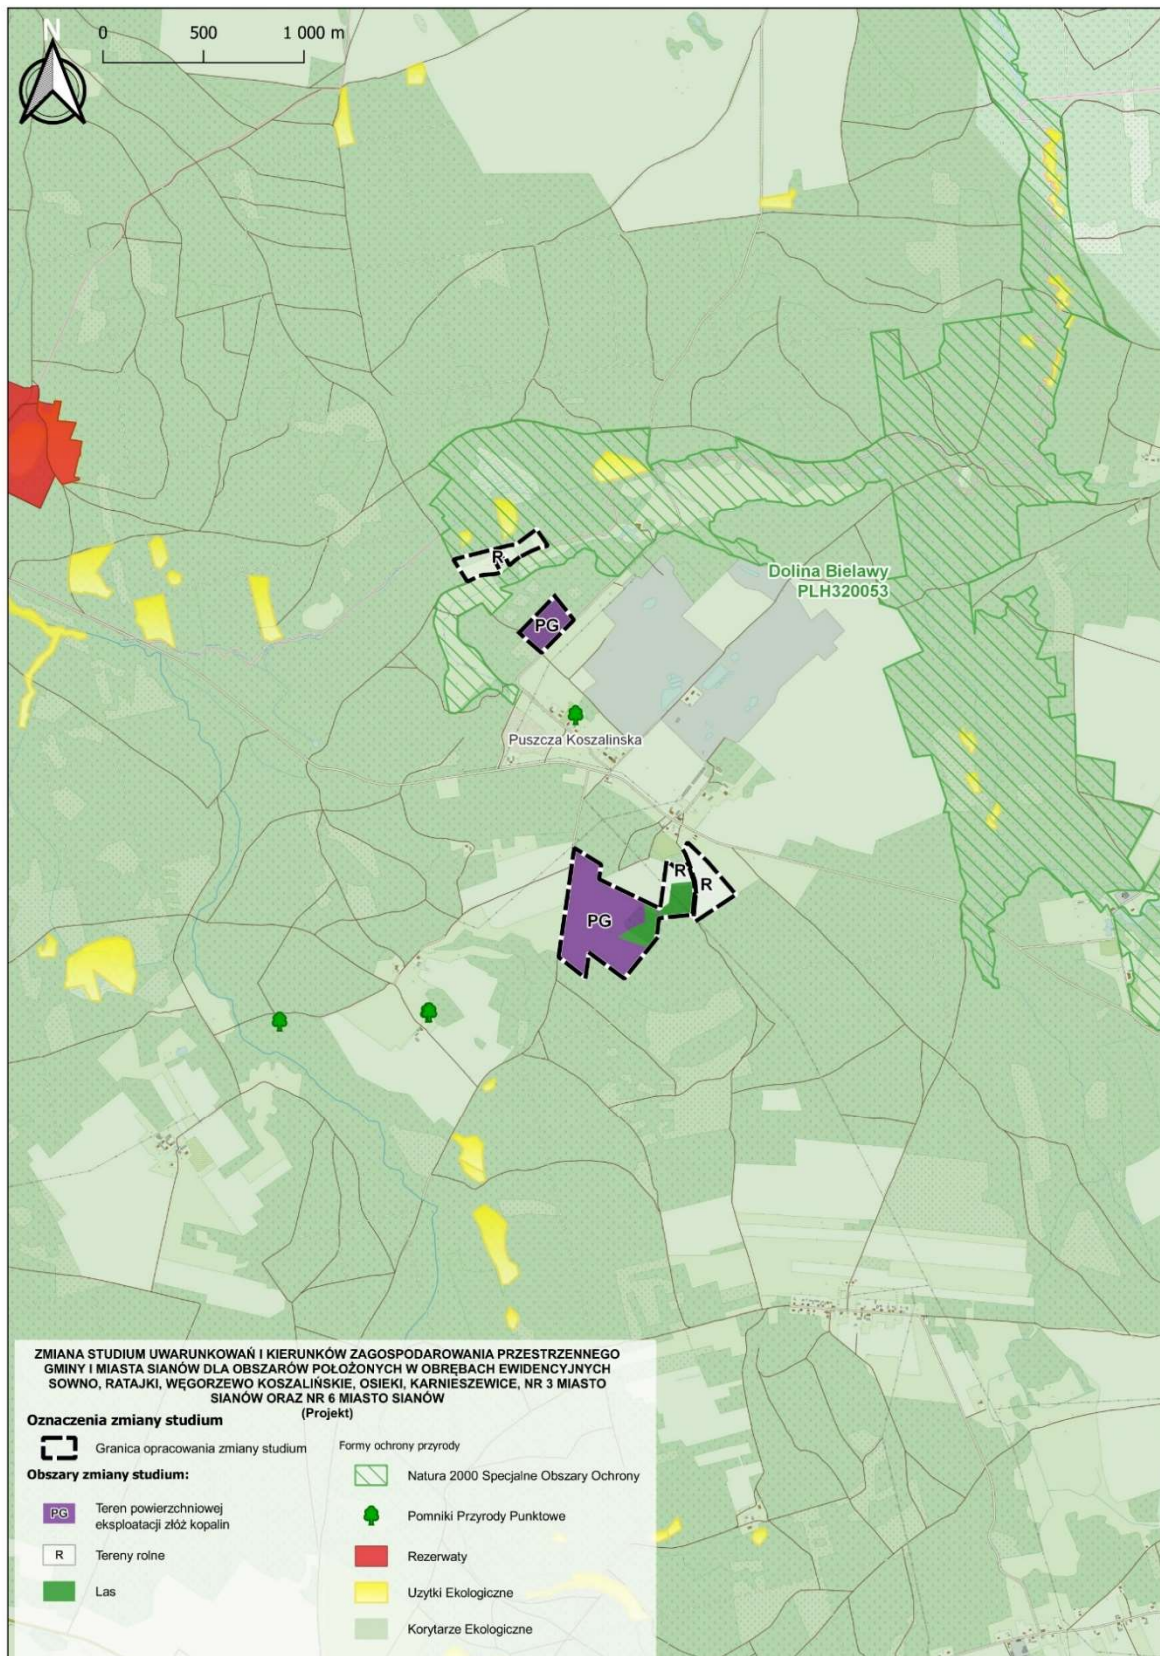 N
0 500 1 000 m
R
Dolina Bielawy
PLH320053
PG
Puszcza Koszalinska
R
R
PG
ZMIANA STUDIUM UWARUNKOWAŃ I KIERUNKÓW ZAGOSPODAROWANIA PRZESTRZENNEGO
GMINY I MIASTA SIANÓW DLA OBSZARÓW POŁOŻONYCH W OBRĘBACH EWIDENCYJNYCH
SOWNO, RATAJKI, WĘGORZEWO KOSZALIŃSKIE, OSIEKI, KARNIESZEWICE, NR 3 MIASTO
SIANÓW ORAZ NR 6 MIASTO SIANÓW
(Projekt)
Oznaczenia zmiany studium
Granica opracowania zmiany studium
Obszary zmiany studium:
PG
Teren powierzchniowej
eksploatacji złóż kopalin
R
Tereny rolne
Las
Formy ochrony przyrody
Natura 2000 Specjalne Obszary Ochrony
Pomniki Przyrody Punktowe
Rezerwaty
Uzytki Ekologiczne
Korytarze Ekologiczne